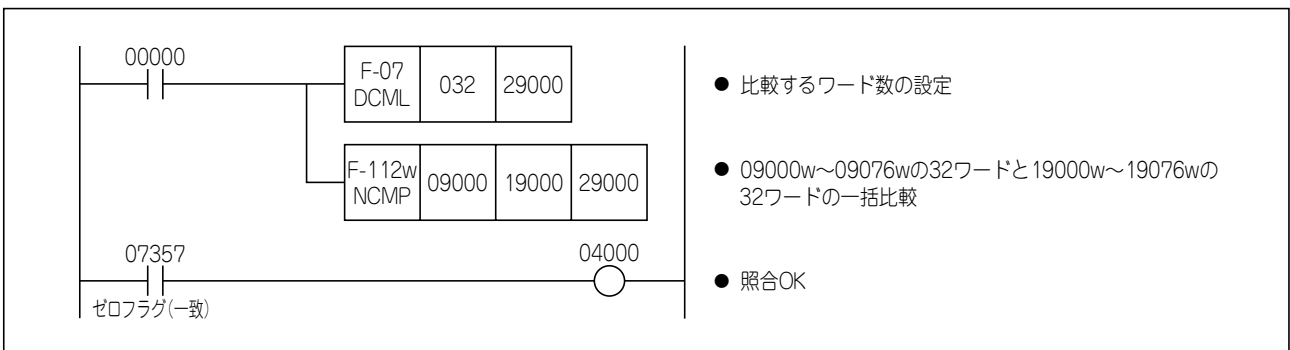 00000
F-07
DCML
032
29000
● 比較するワード数の設定
F-112w
NCMP
09000
19000
29000
● 09000w～09076wの32ワードと19000w～19076wの
32ワードの一括比較
07357
04000
● 照合OK
ゼロフラグ(一致)